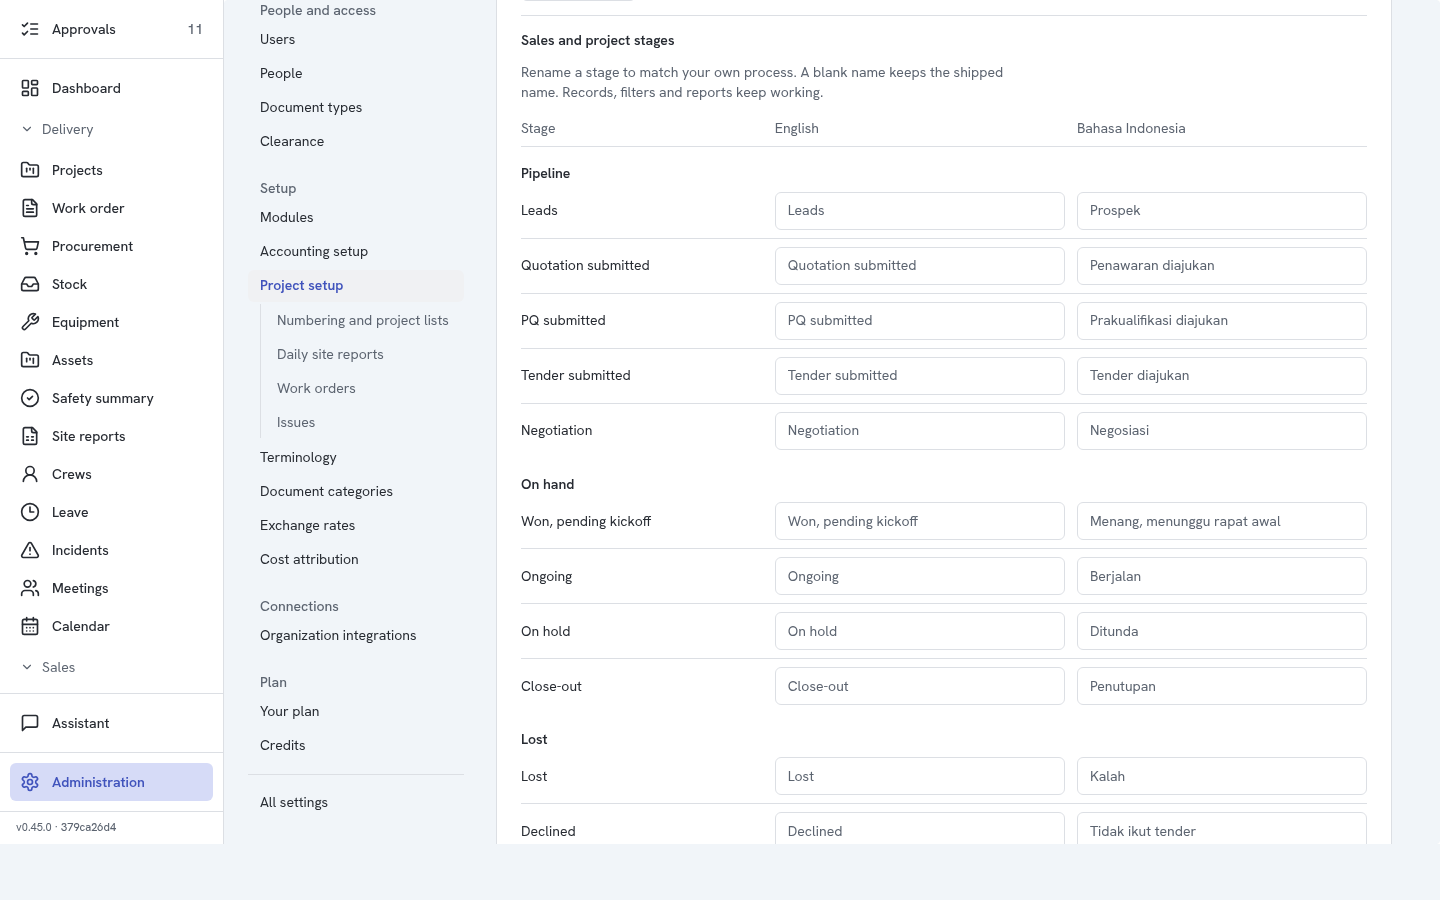 Approvals 11
Dashboard
Delivery
Projects
Work order
Procurement
Stock
Equipment
Assets
Safety summary
Site reports
Crews
Leave
Incidents
Meetings
Calendar
Sales
Assistant
Administration
v0.45.0 · 379ca26d4
People and access
Users
People
Document types
Clearance
Setup
Modules
Accounting setup
Project setup
Numbering and project lists
Daily site reports
Work orders
Issues
Terminology
Document categories
Exchange rates
Cost attribution
Connections
Organization integrations
Plan
Your plan
Credits
All settings
Sales and project stages
Rename a stage to match your own process. A blank name keeps the shipped
name. Records, filters and reports keep working.
Stage English Bahasa Indonesia
Pipeline
Leads Leads Prospek
Quotation submitted Quotation submitted Penawaran diajukan
PQ submitted PQ submitted Prakualifikasi diajukan
Tender submitted Tender submitted Tender diajukan
Negotiation Negotiation Negosiasi
On hand
Won, pending kickoff Won, pending kickoff Menang, menunggu rapat awal
Ongoing Ongoing Berjalan
On hold On hold Ditunda
Close-out Close-out Penutupan
Lost
Lost Lost Kalah
Declined Declined Tidak ikut tender